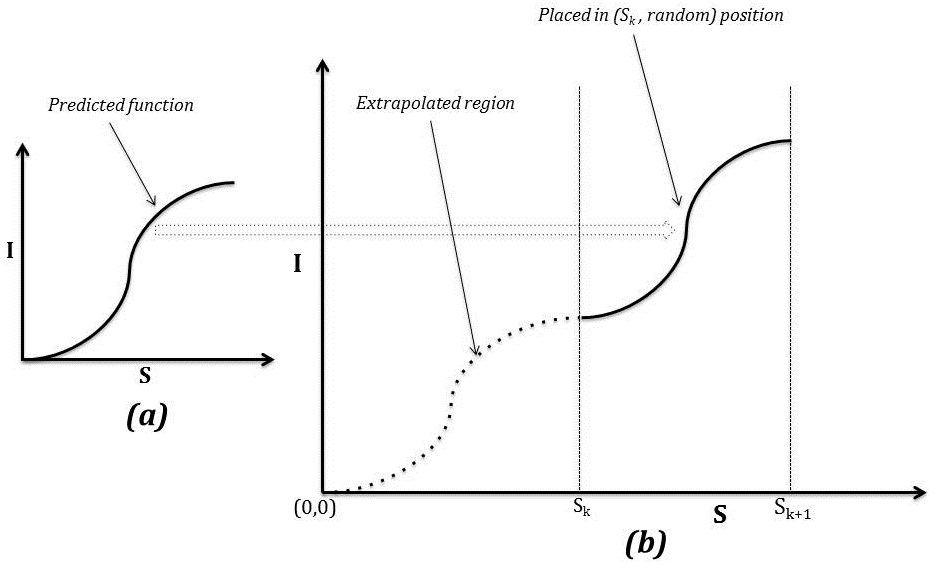 Placed in (Sk , random) position
Predicted function
Extrapolated region
I
S
(a)
I
(0,0)
Sk
S
Sk+1
(b)